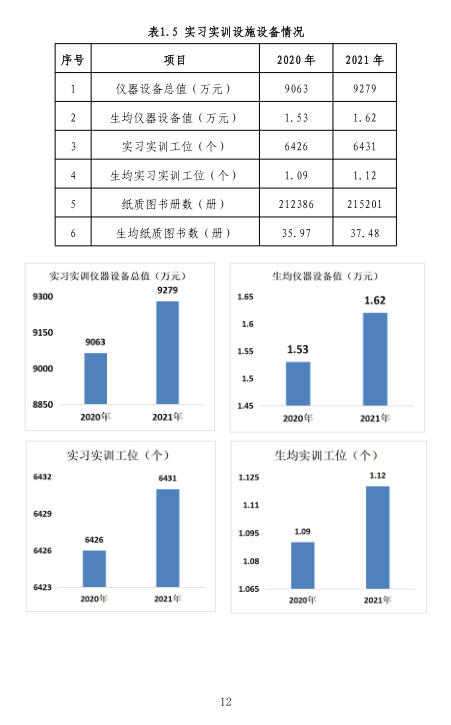 表1.5 实习实训设施设备情况
序号 项目 2020 年 2021 年
1 仪器设备总值（万元） 9063 9279
2 生均仪器设备值（万元） 1.53 1.62
3 实习实训工位（个） 6426 6431
4 生均实习实训工位（个） 1.09 1.12
5 纸质图书册数（册） 212386 215201
6 生均纸质图书数（册） 35.97 37.48
实习实训仪器设备总值（万元）
9300
9150
9000
8850
9063
9279
2020年 2021年
生均仪器设备值（万元）
1.65
1.6
1.55
1.5
1.45
1.53
1.62
2020年 2021年
实习实训工位（个）
6432
6429
6426
6423
6426
6431
2020年 2021年
生均实训工位（个）
1.125
1.11
1.095
1.08
1.065
1.09
1.12
2020年 2021年
12